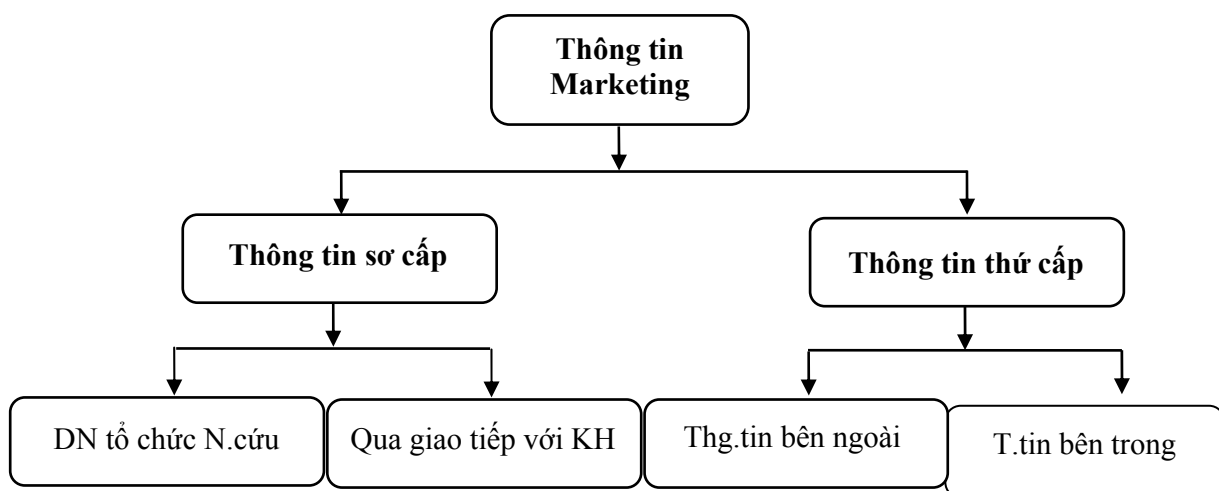 Thông tin
Marketing
Thông tin sơ cấp
Thông tin thứ cấp
DN tổ chức N.cứu
Qua giao tiếp với KH
Thg.tin bên ngoài
T.tin bên trong